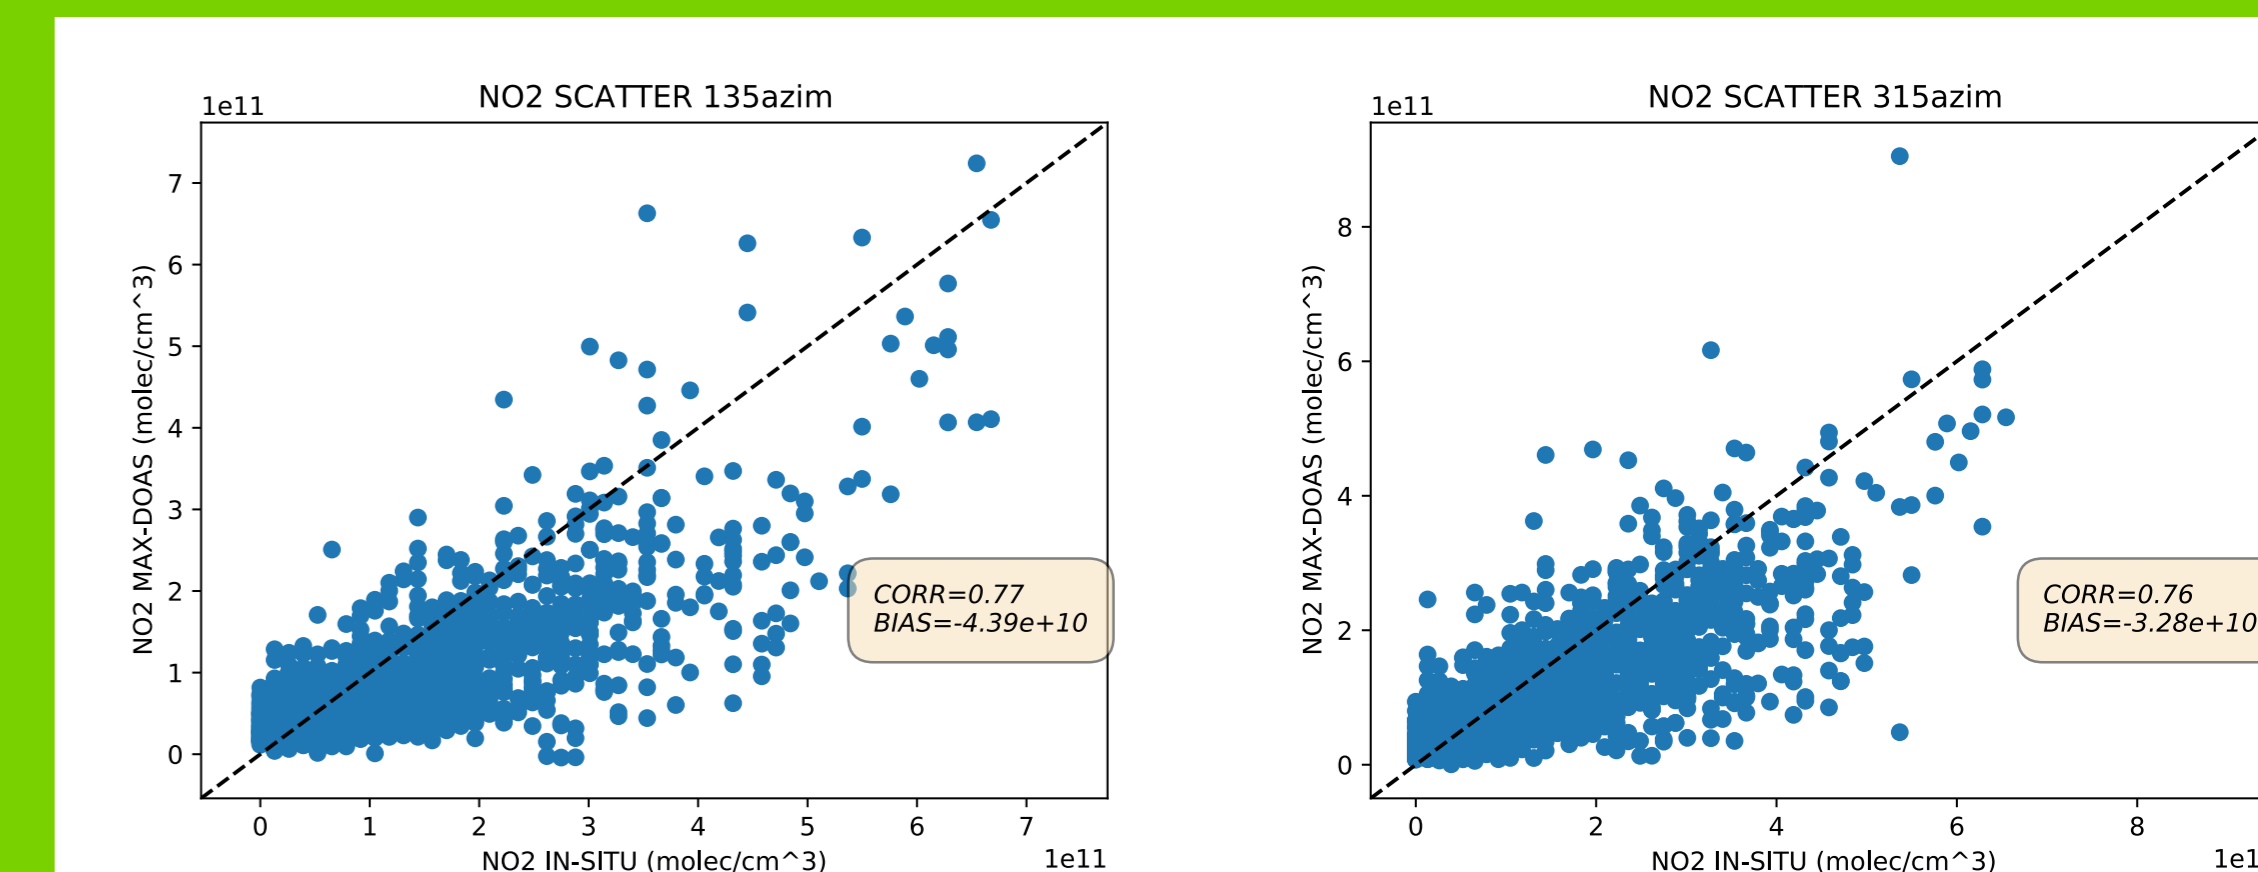 NO2 SCATTER 135azim
1e11
7
6
5
4
3
2
1
0
NO2 MAX-DOAS (molec/cm^3)
CORR=0.77
BIAS=-4.39e+10
0 1 2 3 4 5 6 7
NO2 IN-SITU (molec/cm^3)
1e11
NO2 SCATTER 315azim
1e11
8
6
4
2
0
NO2 MAX-DOAS (molec/cm^3)
CORR=0.76
BIAS=-3.28e+10
0 2 4 6 8
NO2 IN-SITU (molec/cm^3)